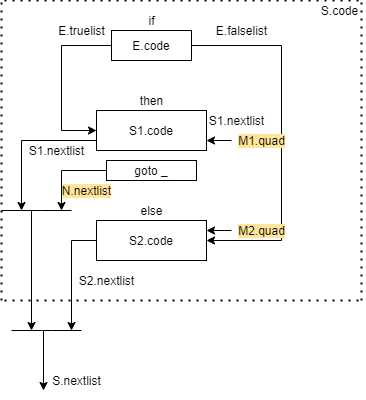 S.code
if
E.truelist
E.falselist
E.code
then
S1.nextlist
S1.code
M1.quad
S1.nextlist
goto _
N.nextlist
else
M2.quad
S2.code
S2.nextlist
S.nextlist